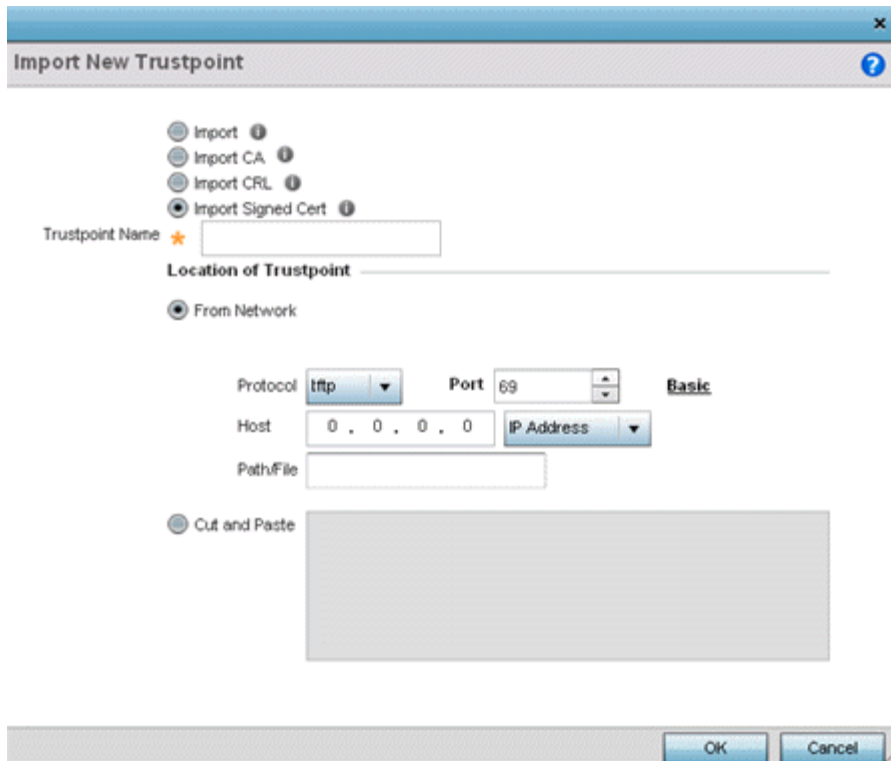 Import New Trustpoint
Import
Import CA
Import CRL
Import Signed Cert
Trustpoint Name *
Location of Trustpoint
From Network
Protocol tftp Port 69 Basic
Host 0 . 0 . 0 . 0 IP Address
Path/File
Cut and Paste
OK Cancel